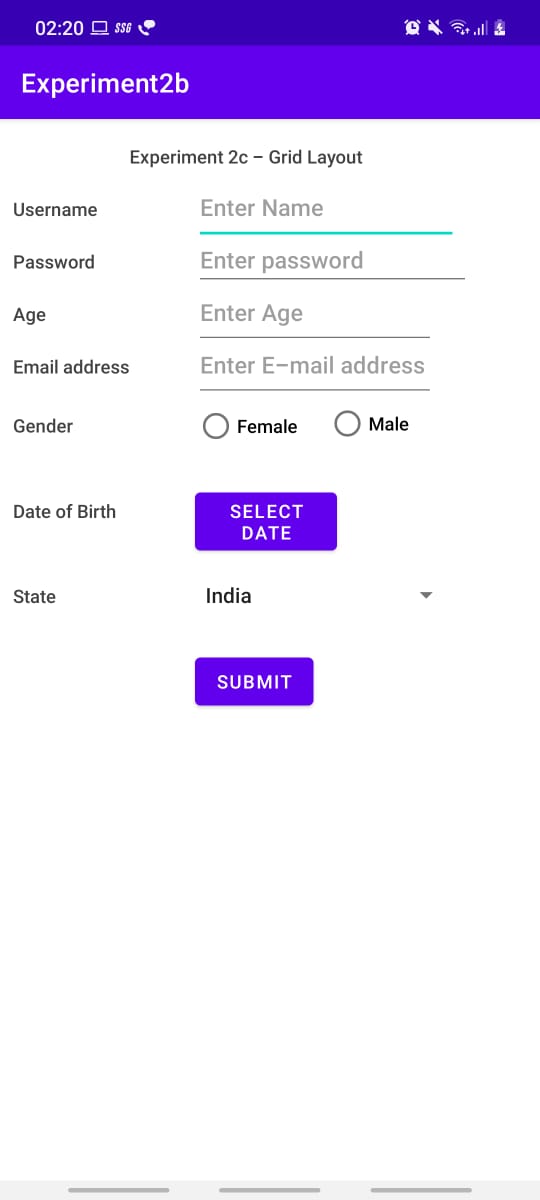 02:20 SSG
Experiment2b
Experiment 2c – Grid Layout
Username Enter Name
Password Enter password
Age Enter Age
Email address Enter E–mail address
Gender Female Male
Date of Birth SELECT
DATE
State India
SUBMIT